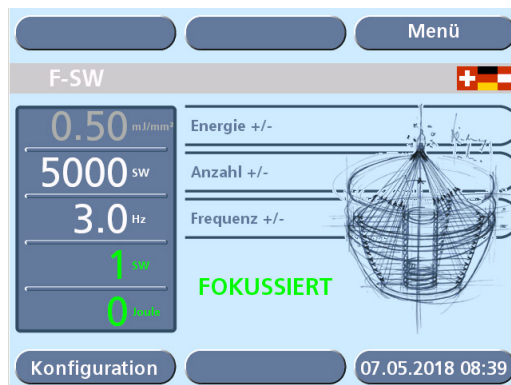 Menü
F-SW
0.50 mJ/mm²
Energie +/-
5000 SW
Anzahl +/-
3.0 Hz
Frequenz +/-
1 SW
FOKUSSIERT
0 Joule
Konfiguration
07.05.2018 08:39